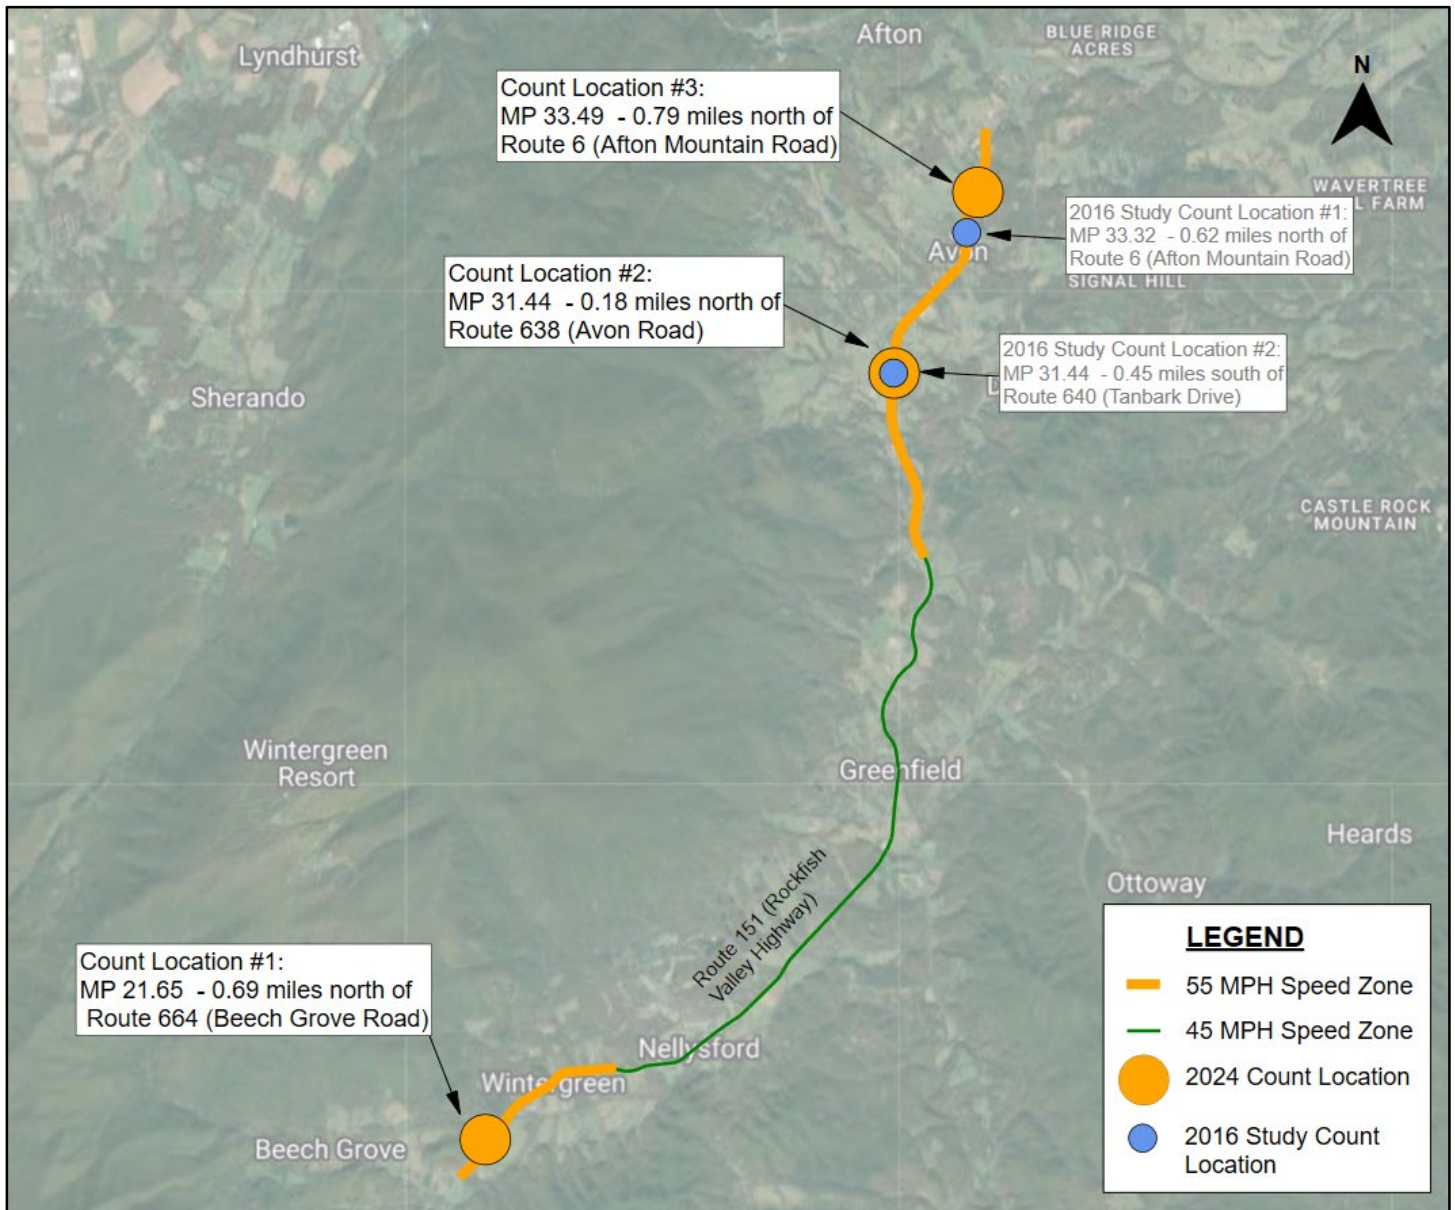 Lyndhurst
Afton
BLUE RIDGE
ACRES
N
Count Location #3:
MP 33.49 - 0.79 miles north of
Route 6 (Afton Mountain Road)
WAVERTREE
L FARM
2016 Study Count Location #1:
MP 33.32 - 0.62 miles north of
Route 6 (Afton Mountain Road)
Avon
SIGNAL HILL
Count Location #2:
MP 31.44 - 0.18 miles north of
Route 638 (Avon Road)
2016 Study Count Location #2:
MP 31.44 - 0.45 miles south of
Route 640 (Tanbark Drive)
D
Sherando
CASTLE ROCK
MOUNTAIN
Wintergreen
Resort
Greenfield
Heards
Ottoway
Route 151 (Rockfish
Valley Highway)
Count Location #1:
MP 21.65 - 0.69 miles north of
Route 664 (Beech Grove Road)
Nellysford
Wintergreen
Beech Grove
LEGEND
55 MPH Speed Zone
45 MPH Speed Zone
2024 Count Location
2016 Study Count
Location